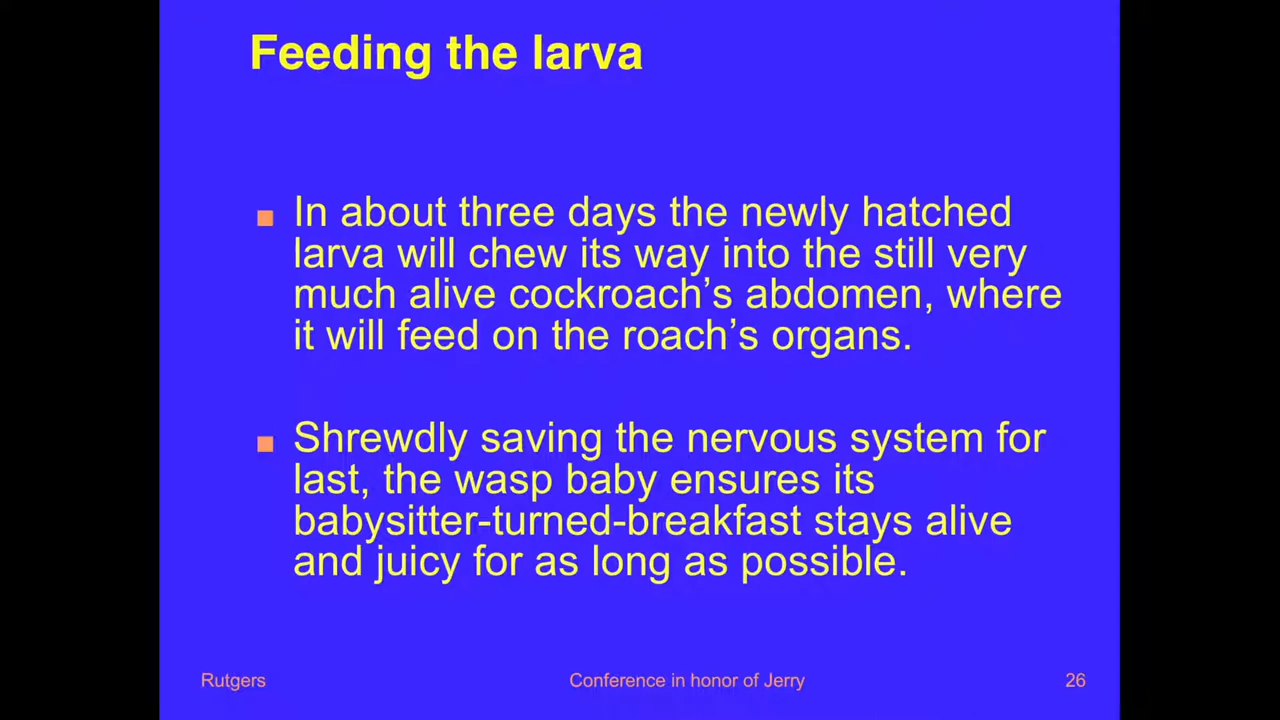 Feeding the larva
In about three days the newly hatched
larva will chew its way into the still very
much alive cockroach’s abdomen, where
it will feed on the roach’s organs.
Shrewdly saving the nervous system for
last, the wasp baby ensures its
babysitter-turned-breakfast stays alive
and juicy for as long as possible.
Rutgers
Conference in honor of Jerry
26